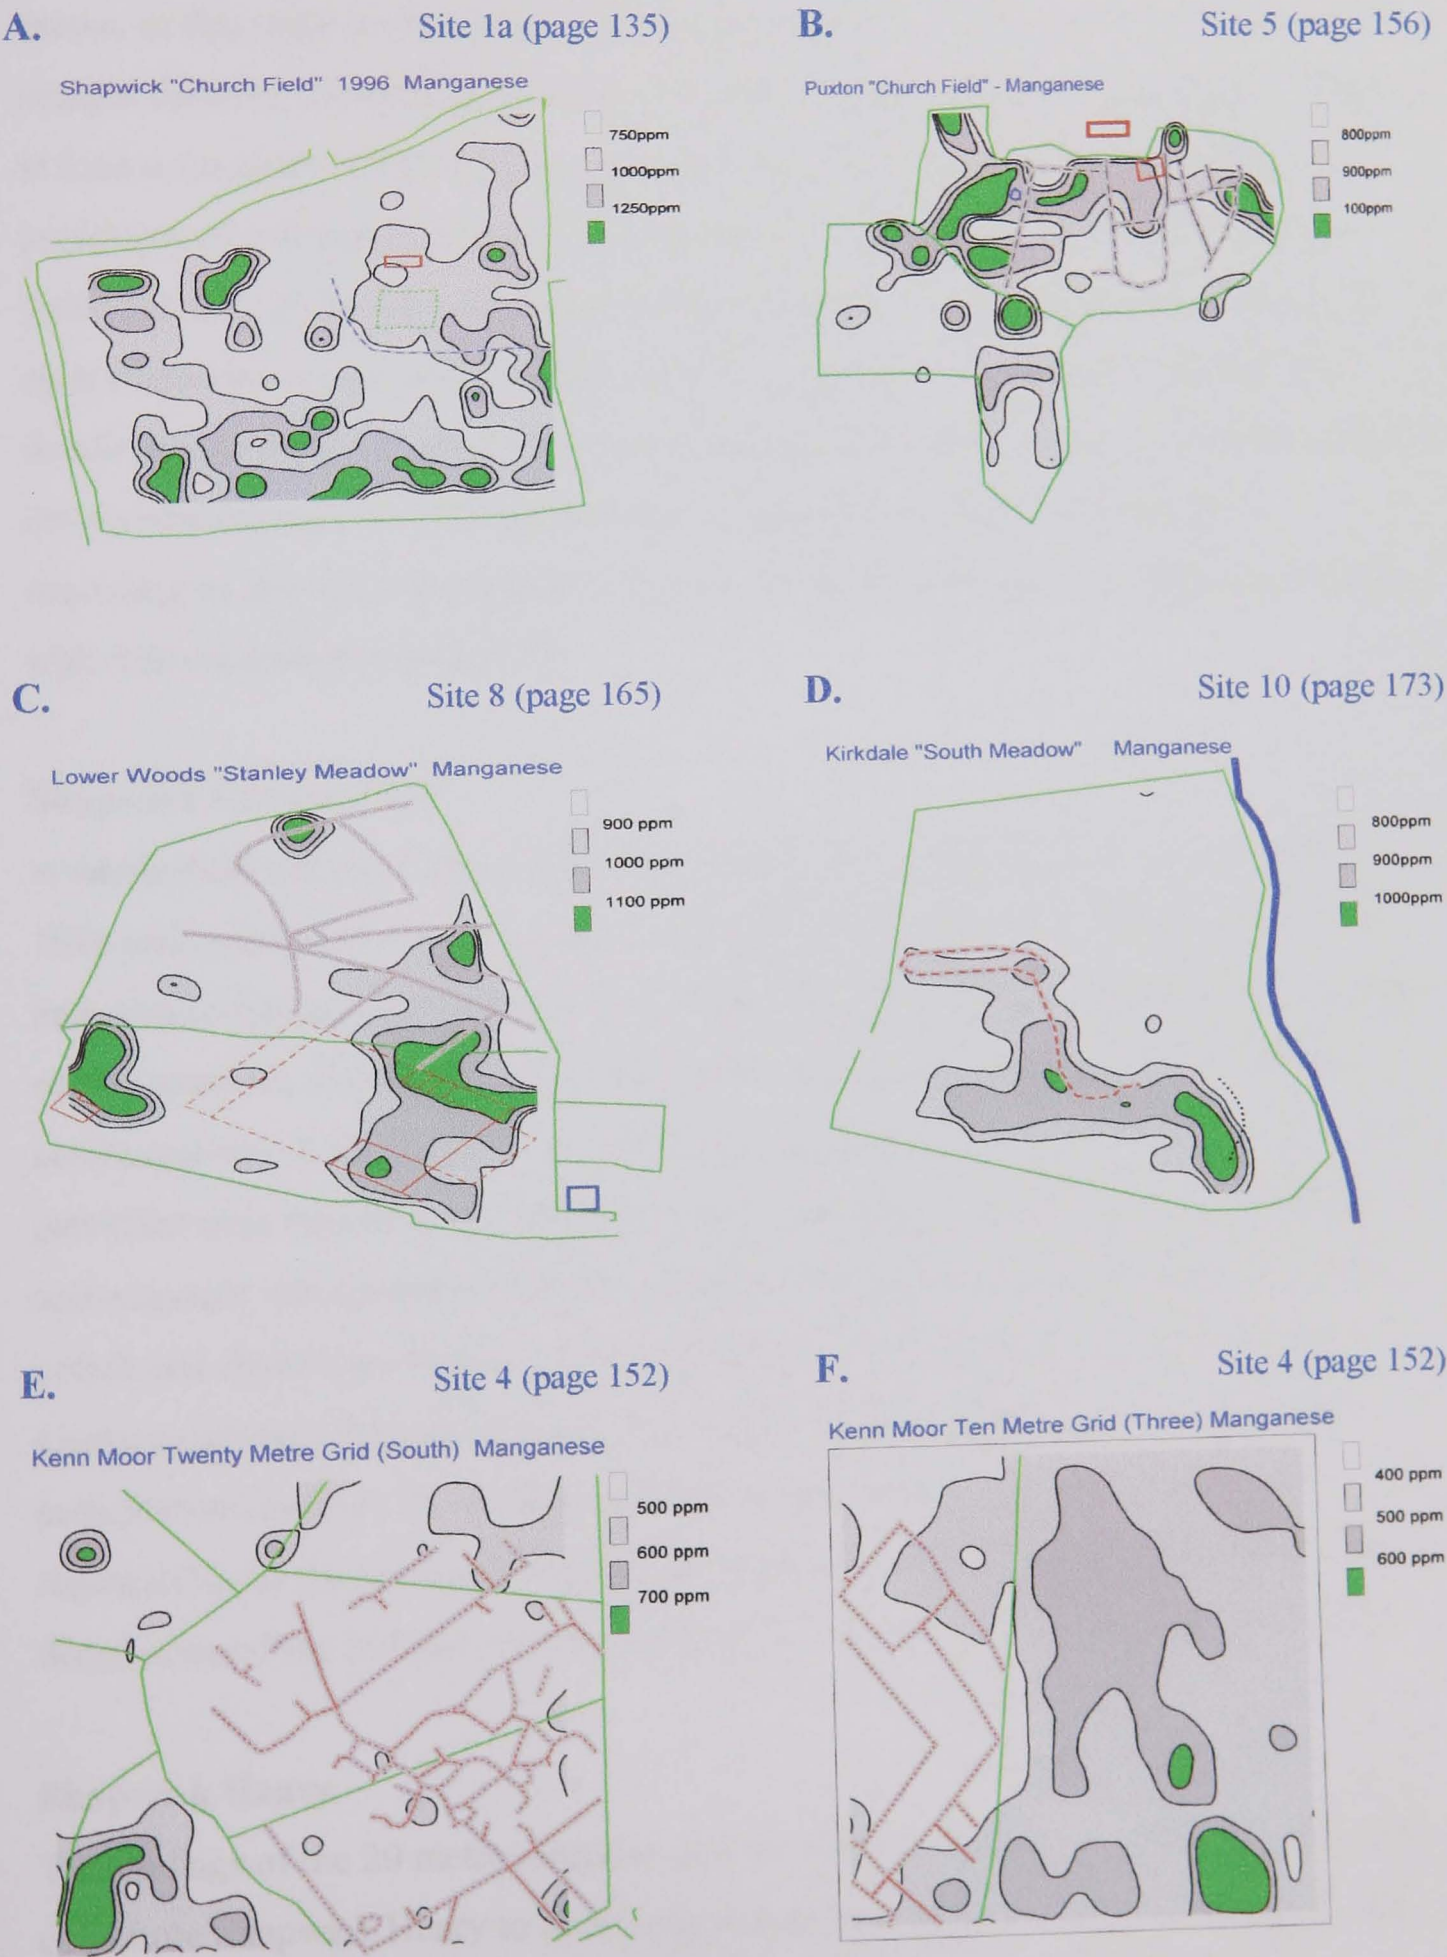 A.
Site 1a (page 135)
Shapwick "Church Field" 1996 Manganese
750ppm
1000ppm
1250ppm
B.
Site 5 (page 156)
Puxton "Church Field" - Manganese
800ppm
900ppm
100ppm
C.
Site 8 (page 165)
Lower Woods "Stanley Meadow" Manganese
900 ppm
1000 ppm
1100 ppm
D.
Site 10 (page 173)
Kirkdale "South Meadow" Manganese
800ppm
900ppm
1000ppm
E.
Site 4 (page 152)
Kenn Moor Twenty Metre Grid (South) Manganese
500 ppm
600 ppm
700 ppm
F.
Site 4 (page 152)
Kenn Moor Ten Metre Grid (Three) Manganese
400 ppm
500 ppm
600 ppm